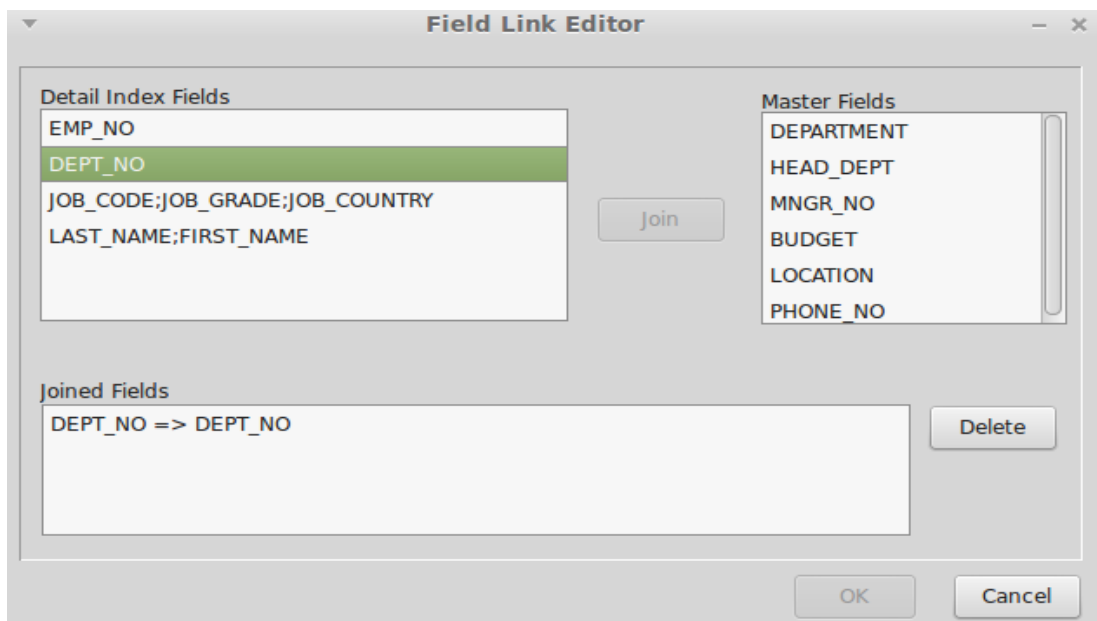 Field Link Editor
Detail Index Fields
EMP_NO
DEPT_NO
JOB_CODE;JOB_GRADE;JOB_COUNTRY
LAST_NAME;FIRST_NAME
Join
Master Fields
DEPARTMENT
HEAD_DEPT
MNGR_NO
BUDGET
LOCATION
PHONE_NO
Joined Fields
DEPT_NO => DEPT_NO
Delete
OK
Cancel